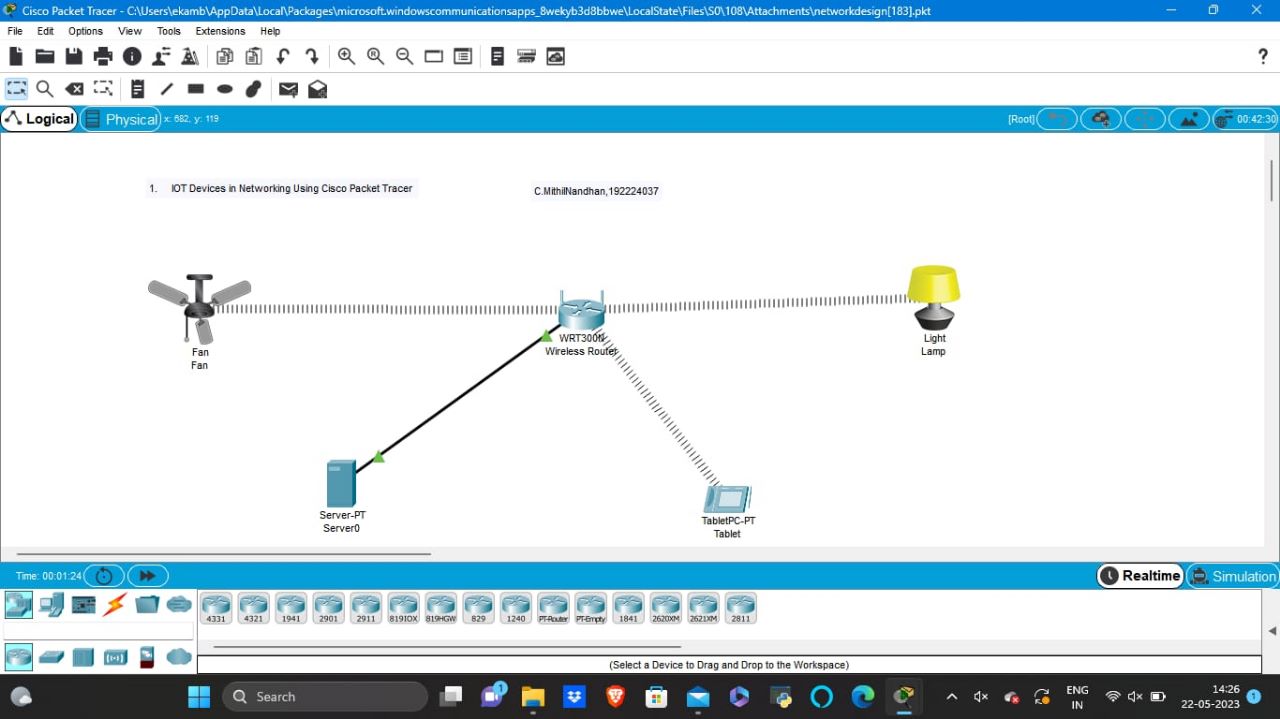 Cisco Packet Tracer - C:\Users\ekamb\AppData\Local\Packages\microsoft.windowscommunicationsapps_8wekyb3d8bbwe\LocalState\Files\S0\108\Attachments\networkdesign[183].pkt
File Edit Options View Tools Extensions Help
?
Logical Physical x: 682, y: 119 [Root] 00:42:30
1. IOT Devices in Networking Using Cisco Packet Tracer
C.MithilNandhan,192224037
Fan
Fan
WRT300N
Wireless Router
Light
Lamp
Server-PT
Server0
TabletPC-PT
Tablet
Time: 00:01:24 Realtime Simulation
4331 4321 1941 2901 2911 819IOX 819HGW 829 1240 PT-Router PT-Empty 1841 2620XM 2621XM 2811
(Select a Device to Drag and Drop to the Workspace)
Search
1
ENG
IN
14:26
22-05-2023
1